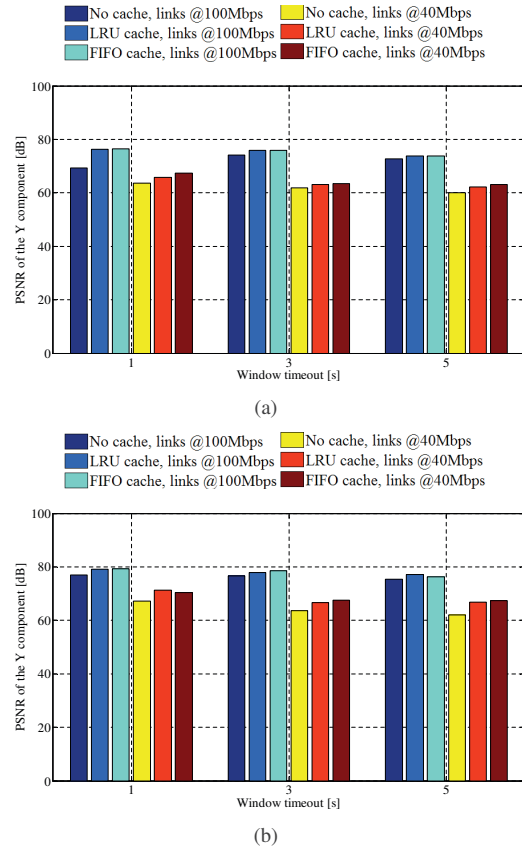 No cache, links @100Mbps No cache, links @40Mbps
LRU cache, links @100Mbps LRU cache, links @40Mbps
FIFO cache, links @100Mbps FIFO cache, links @40Mbps
100
80
60
40
20
0
PSNR of the Y component [dB]
1 3 5
Window timeout [s]
(a)
No cache, links @100Mbps No cache, links @40Mbps
LRU cache, links @100Mbps LRU cache, links @40Mbps
FIFO cache, links @100Mbps FIFO cache, links @40Mbps
100
80
60
40
20
0
PSNR of the Y component [dB]
1 3 5
Window timeout [s]
(b)